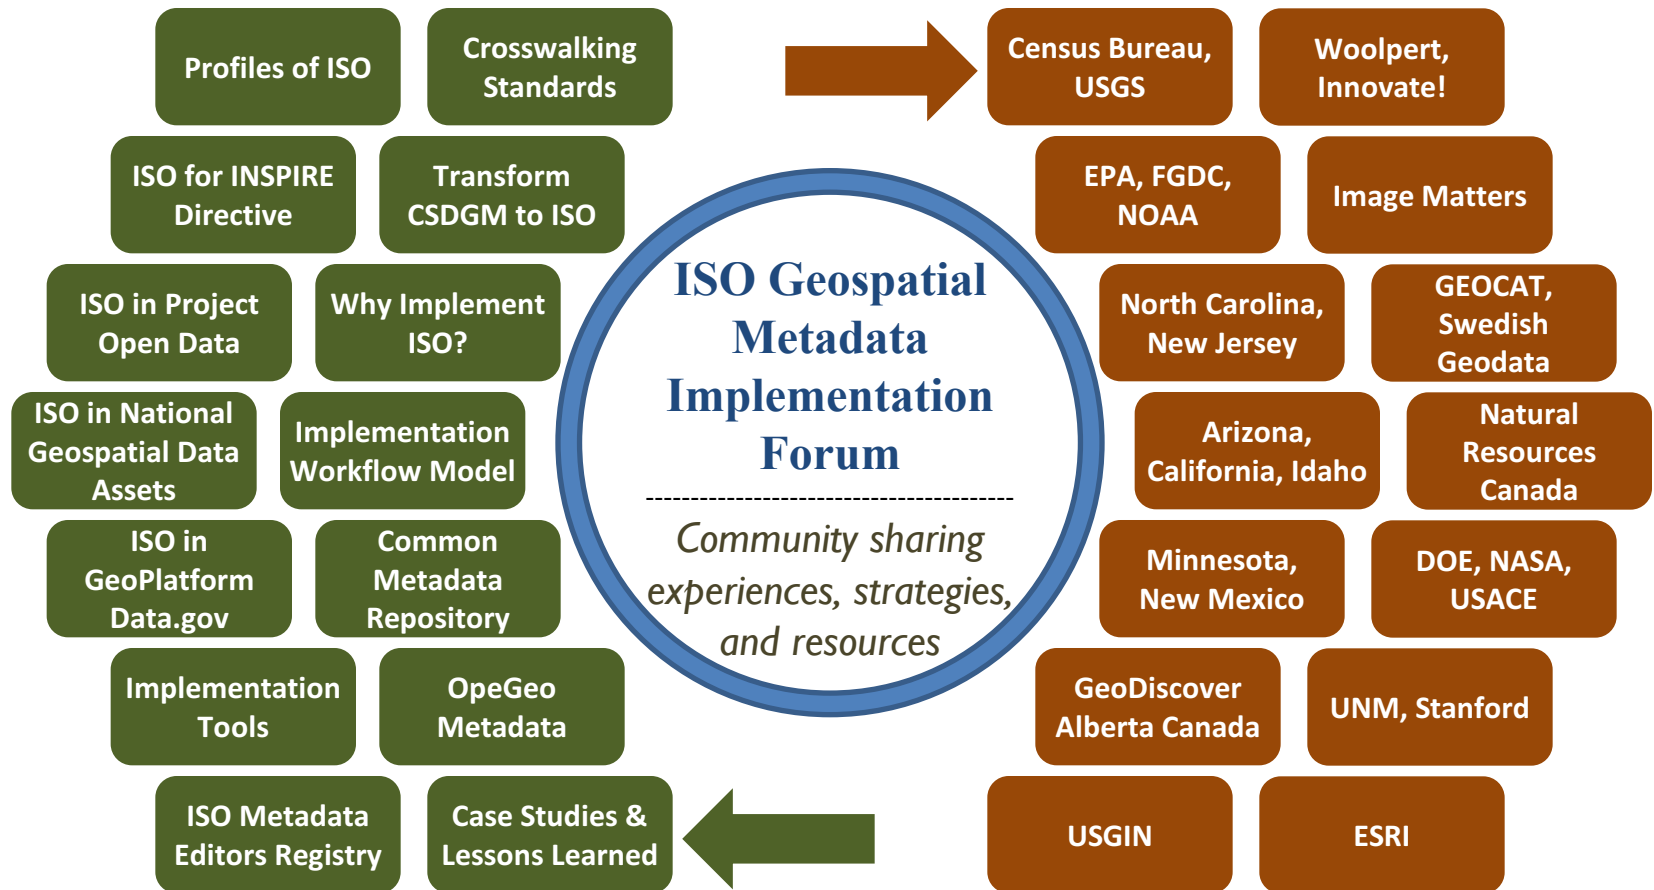 Profiles of ISO
Crosswalking
Standards
Census Bureau,
USGS
Woolpert,
Innovate!
ISO for INSPIRE
Directive
Transform
CSDGM to ISO
EPA, FGDC,
NOAA
Image Matters
ISO in Project
Open Data
Why Implement
ISO?
ISO Geospatial
Metadata
Implementation
Forum
----------------------------------------
Community sharing
experiences, strategies,
and resources
North Carolina,
New Jersey
GEOCAT,
Swedish
Geodata
ISO in National
Geospatial Data
Assets
Implementation
Workflow Model
Arizona,
California, Idaho
Natural
Resources
Canada
ISO in
GeoPlatform
Data.gov
Common
Metadata
Repository
Minnesota,
New Mexico
DOE, NASA,
USACE
Implementation
Tools
OpeGeo
Metadata
GeoDiscover
Alberta Canada
UNM, Stanford
ISO Metadata
Editors Registry
Case Studies &
Lessons Learned
USGIN
ESRI